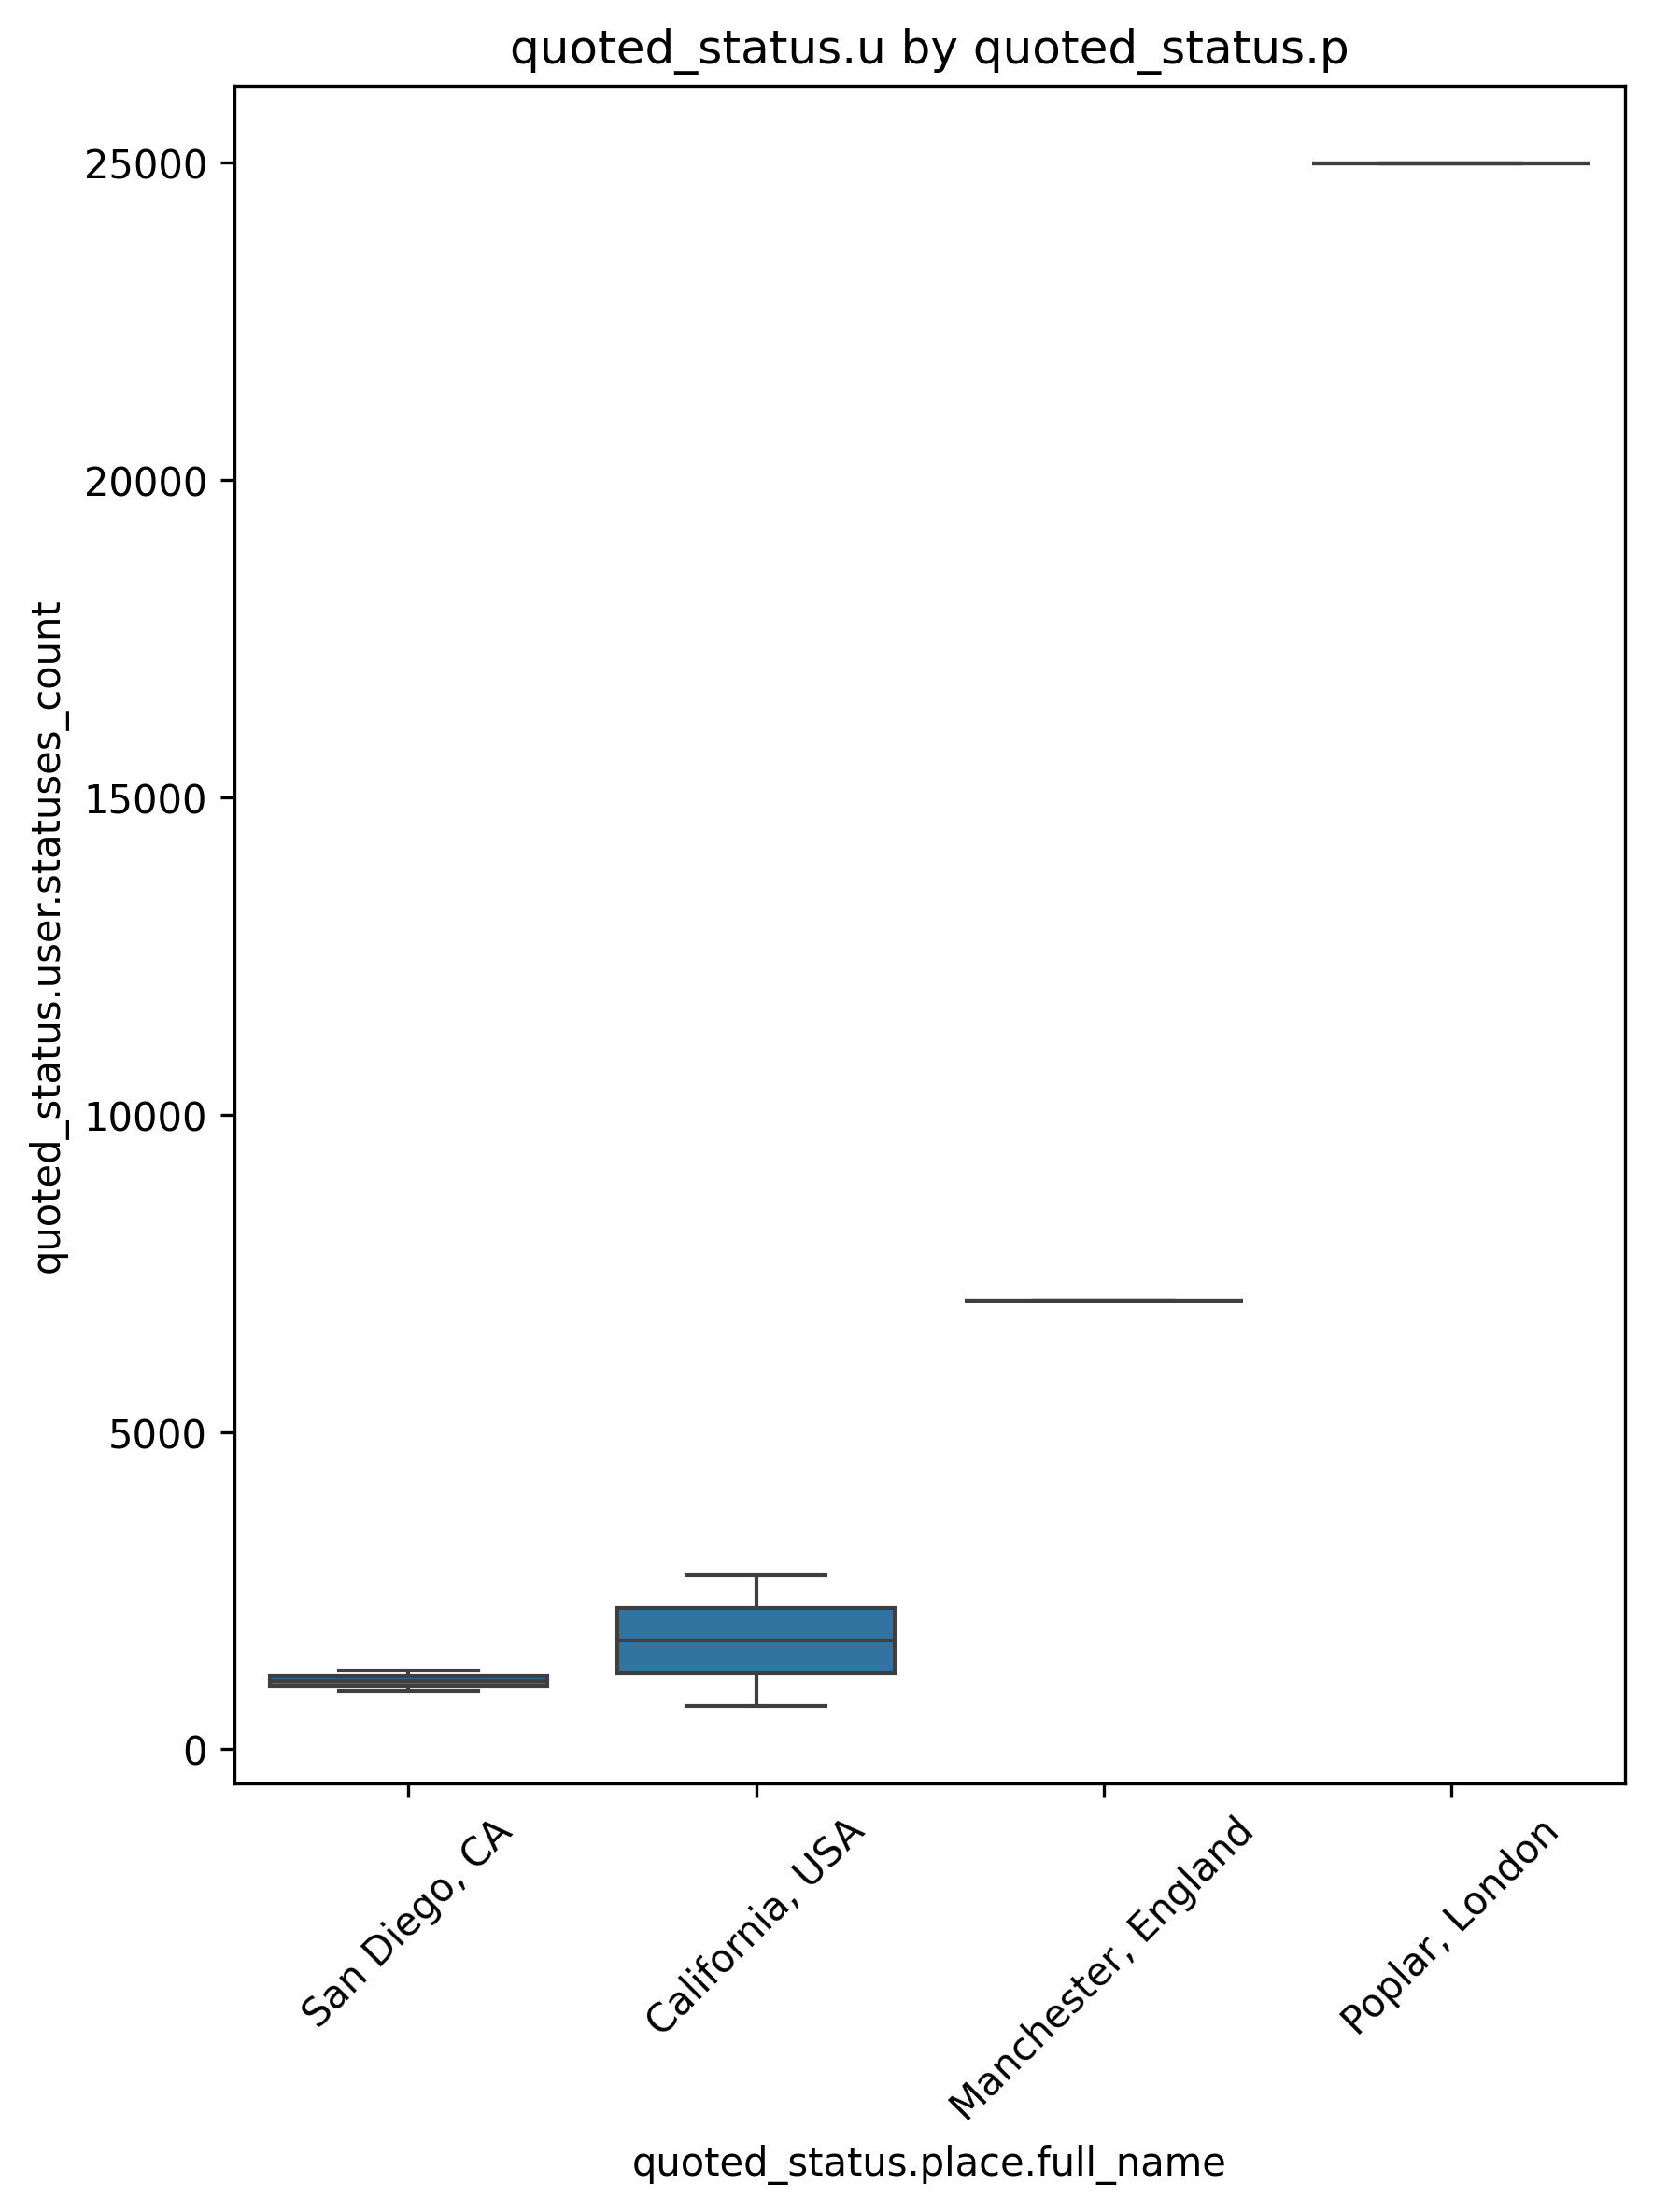 quoted_status.u by quoted_status.p
quoted_status.user.statuses_count
25000
20000
15000
10000
5000
0
San Diego, CA
California, USA
Manchester, England
Poplar, London
quoted_status.place.full_name